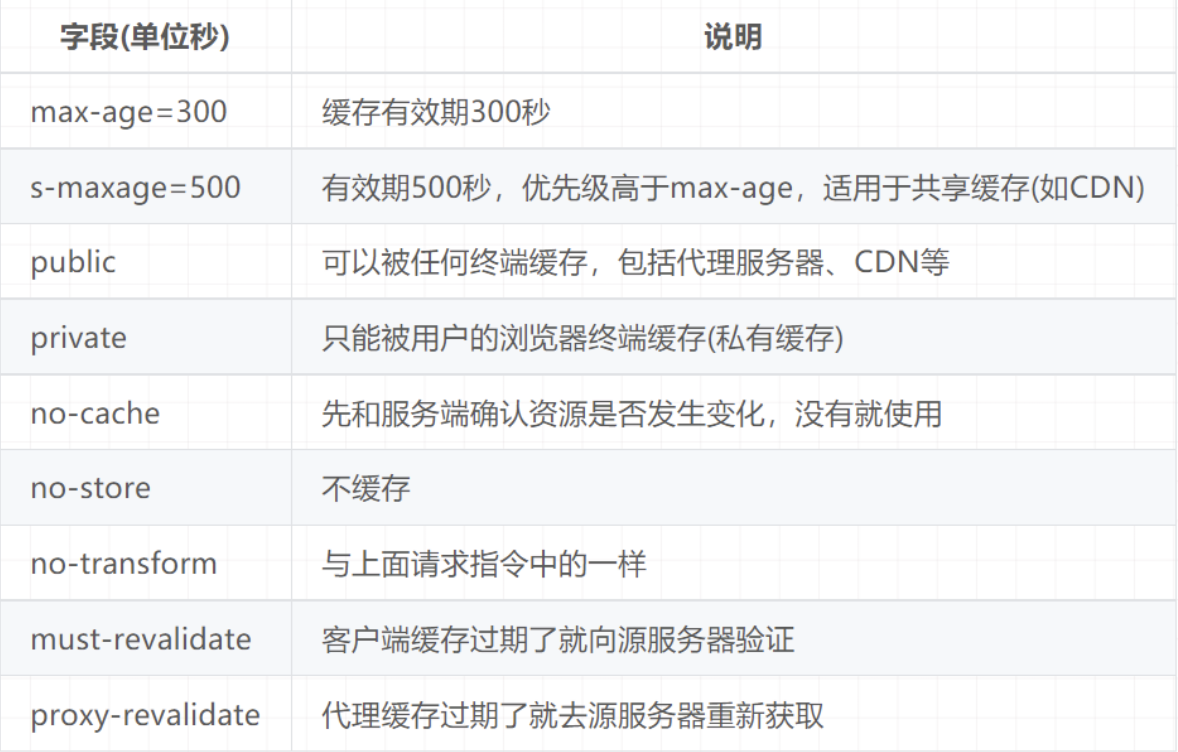 字段(单位秒) 说明
max-age=300 缓存有效期300秒
s-maxage=500 有效期500秒，优先级高于max-age，适用于共享缓存(如CDN)
public 可以被任何终端缓存，包括代理服务器、CDN等
private 只能被用户的浏览器终端缓存(私有缓存)
no-cache 先和服务端确认资源是否发生变化，没有就使用
no-store 不缓存
no-transform 与上面请求指令中的一样
must-revalidate 客户端缓存过期了就向源服务器验证
proxy-revalidate 代理缓存过期了就去源服务器重新获取